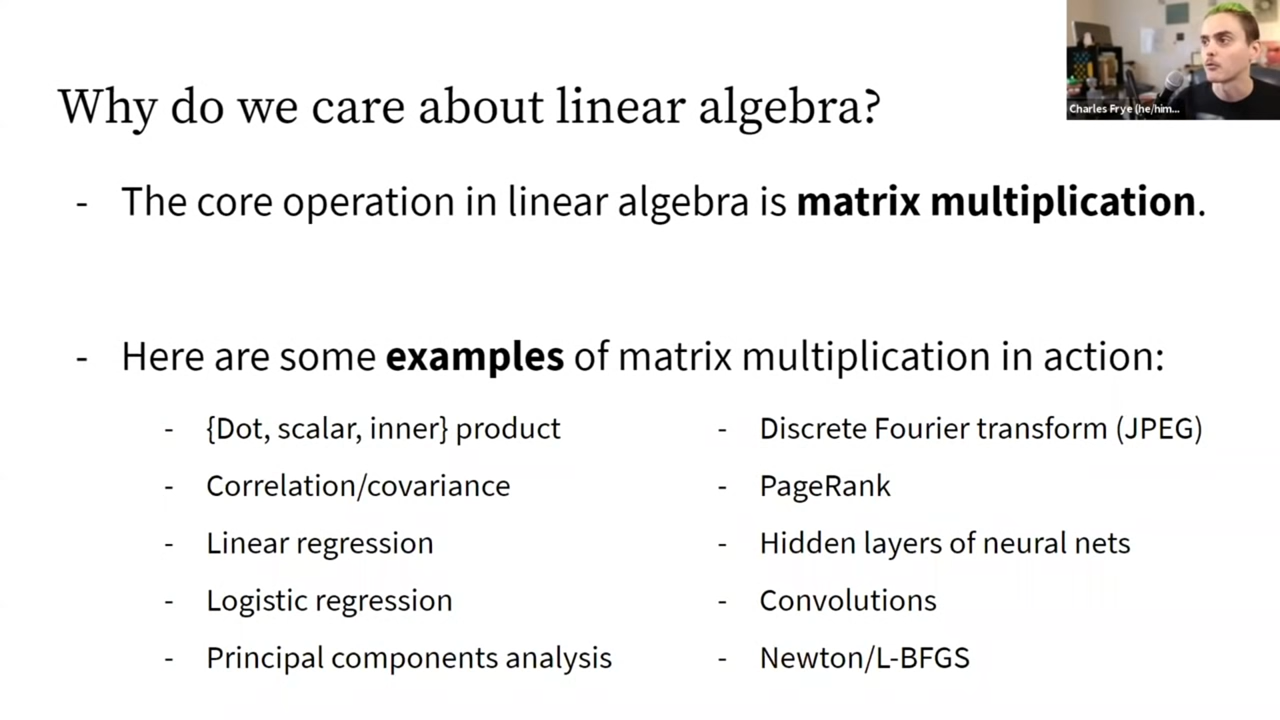 Why do we care about linear algebra?
Charles Frye (he/him...
- The core operation in linear algebra is matrix multiplication.
- Here are some examples of matrix multiplication in action:
- {Dot, scalar, inner} product
- Correlation/covariance
- Linear regression
- Logistic regression
- Principal components analysis
- Discrete Fourier transform (JPEG)
- PageRank
- Hidden layers of neural nets
- Convolutions
- Newton/L-BFGS